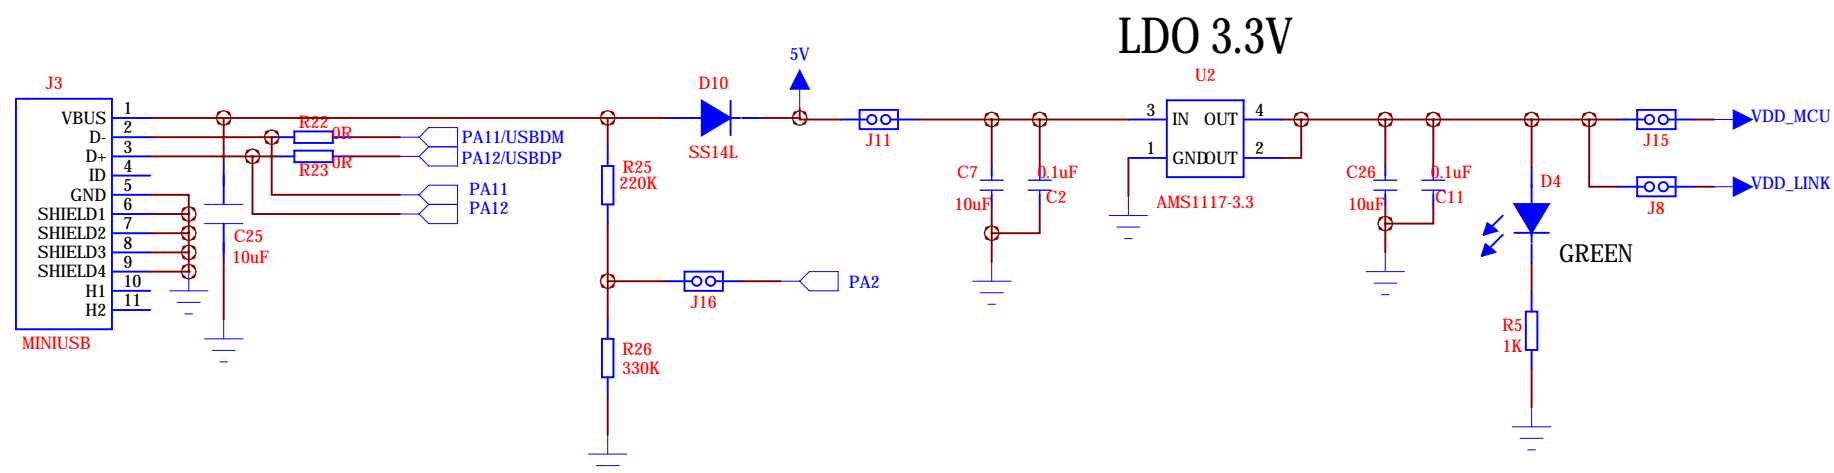 LDO 3.3V
J3
VBUS 1
D- 2
D+ 3
ID 4
GND 5
SHIELD1 6
SHIELD2 7
SHIELD3 8
SHIELD4 9
H1 10
H2 11
MINIUSB
C25
10uF
R22 0R
R23 0R
PA11/USBDM
PA12/USBDP
PA11
PA12
R25
220K
R26
330K
J16
PA2
D10
SS14L
5V
J11
C7
10uF
0.1uF
C2
U2
3 IN OUT 4
1 GND OUT 2
AMS1117-3.3
C26
10uF
0.1uF
C11
D4
GREEN
R5
1K
J15
VDD_MCU
J8
VDD_LINK